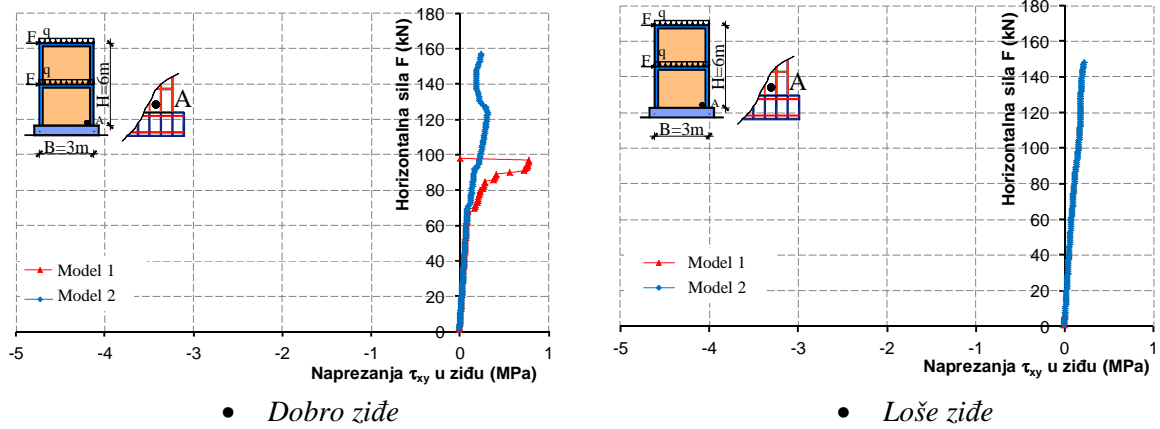 180
160
140
120
100
80
60
40
20
0
Horizontalna sila F (kN)
q
F
q
F
H=6m
A
B=3m
A
Model 1
Model 2
-5 -4 -3 -2 -1 0 1
Naprezanja τxy u ziđu (MPa)
• Dobro ziđe
180
160
140
120
100
80
60
40
20
0
Horizontalna sila F (kN)
q
F
q
F
H=6m
A
B=3m
A
Model 1
Model 2
-5 -4 -3 -2 -1 0 1
Naprezanja τxy u ziđu (MPa)
• Loše ziđe